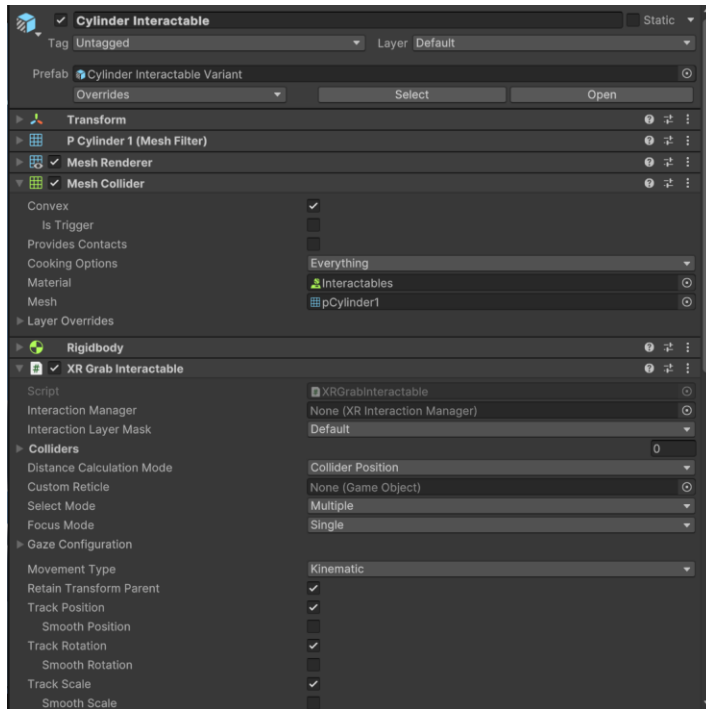 Cylinder Interactable Static
Tag Untagged Layer Default
Prefab Cylinder Interactable Variant
Overrides Select Open
Transform
P Cylinder 1 (Mesh Filter)
Mesh Renderer
Mesh Collider
Convex
Is Trigger
Provides Contacts
Cooking Options Everything
Material Interactables
Mesh pCylinder1
Layer Overrides
Rigidbody
# XR Grab Interactable
Script XRGrabInteractable
Interaction Manager None (XR Interaction Manager)
Interaction Layer Mask Default
Colliders 0
Distance Calculation Mode Collider Position
Custom Reticle None (Game Object)
Select Mode Multiple
Focus Mode Single
Gaze Configuration
Movement Type Kinematic
Retain Transform Parent
Track Position
Smooth Position
Track Rotation
Smooth Rotation
Track Scale
Smooth Scale